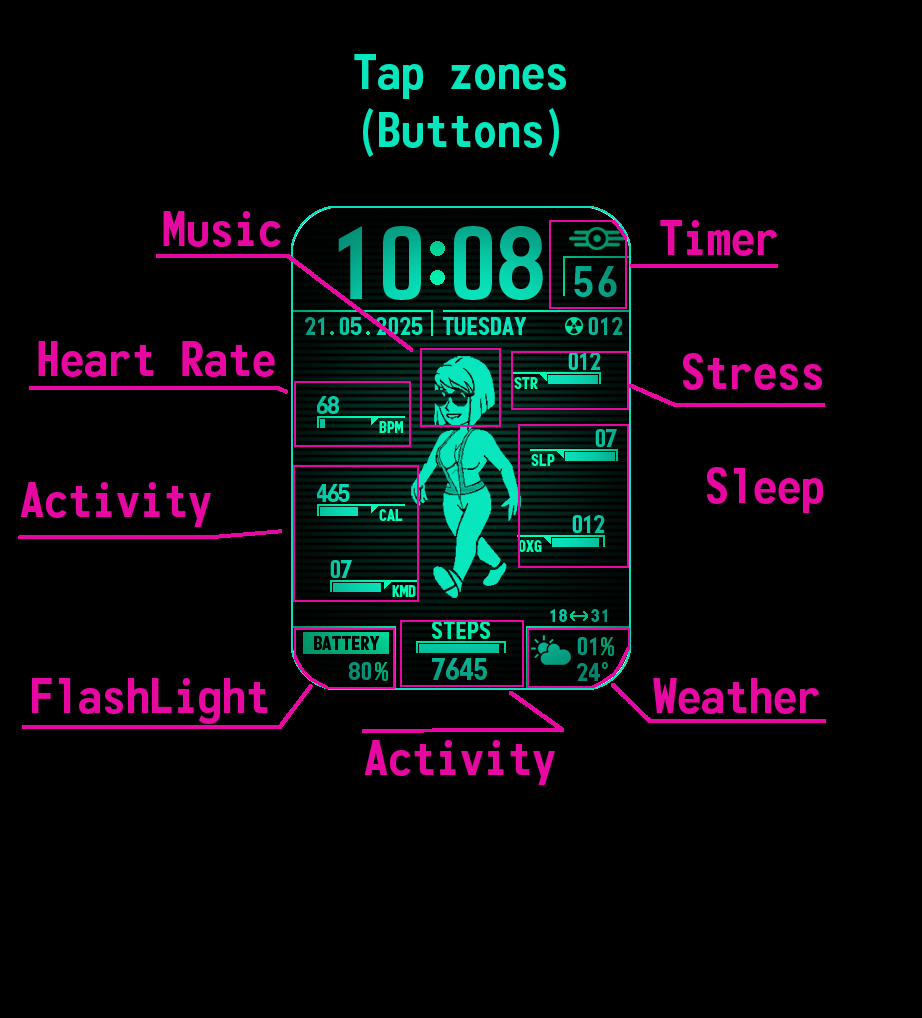 Tap zones
(Buttons)
Music
Timer
10:08
56
21.05.2025 TUESDAY 012
Heart Rate
Stress
012
STR
68
BPM
07
SLP
Activity
Sleep
465
CAL
012
OXG
07
KMD
18↔31
BATTERY
80%
STEPS
7645
01%
24°
FlashLight
Weather
Activity